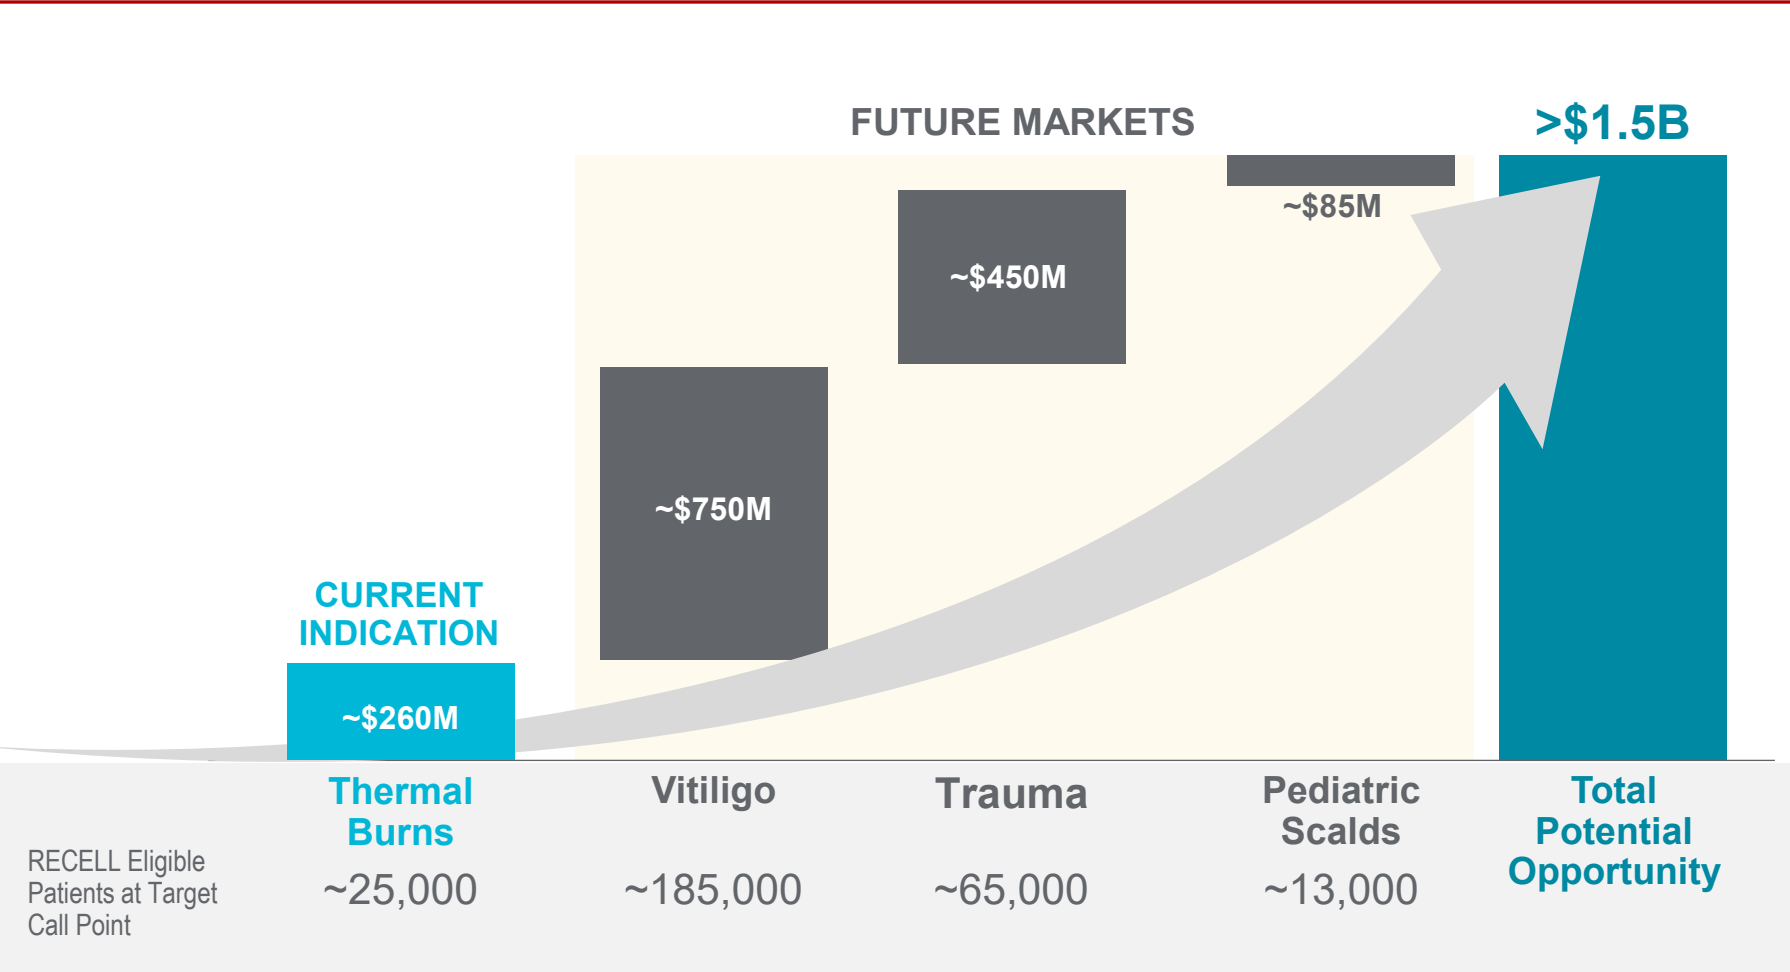 FUTURE MARKETS
>$1.5B
~$85M
~$450M
~$750M
CURRENT
INDICATION
~$260M
Thermal
Burns
Vitiligo
Trauma
Pediatric
Scalds
Total
Potential
Opportunity
RECELL Eligible
Patients at Target
Call Point
~25,000
~185,000
~65,000
~13,000